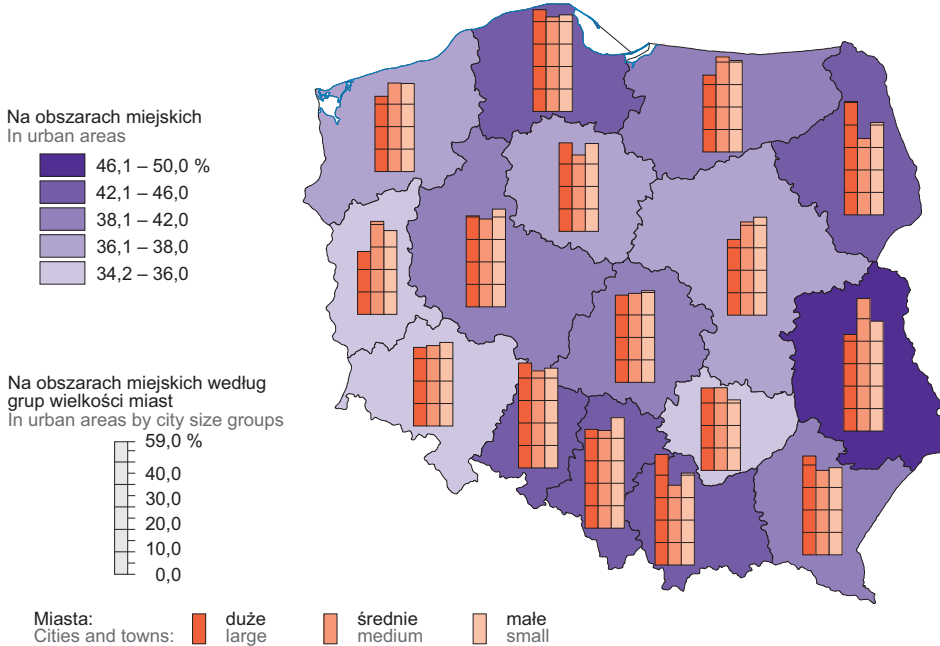 Na obszarach miejskich
In urban areas
46,1 – 50,0 %
42,1 – 46,0
38,1 – 42,0
36,1 – 38,0
34,2 – 36,0
Na obszarach miejskich według
grup wielkości miast
In urban areas by city size groups
59,0 %
40,0
30,0
20,0
10,0
0,0
Miasta: duże średnie małe
Cities and towns: large medium small